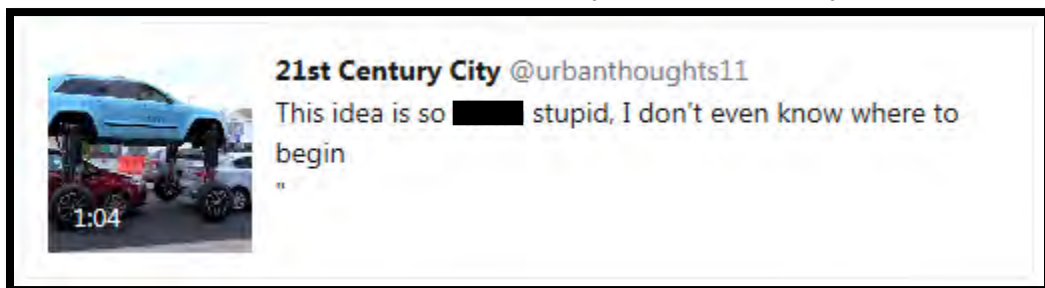 21st Century City @urbanthoughts11
This idea is so stupid, I don't even know where to
begin
"
1:04